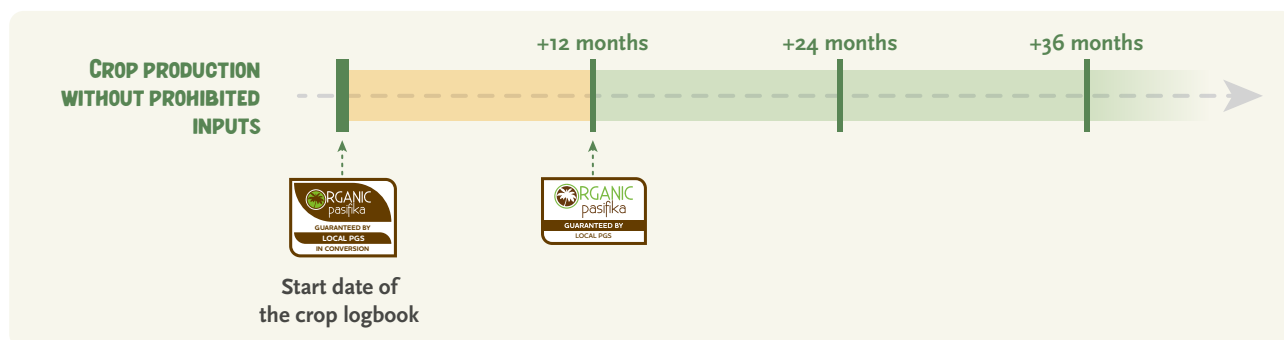 +12 months
+24 months
+36 months
CROP PRODUCTION
WITHOUT PROHIBITED
INPUTS
ORGANIC
pasifika
GUARANTEED BY
LOCAL PGS
IN CONVERSION
ORGANIC
pasifika
GUARANTEED BY
LOCAL PGS
Start date of
the crop logbook